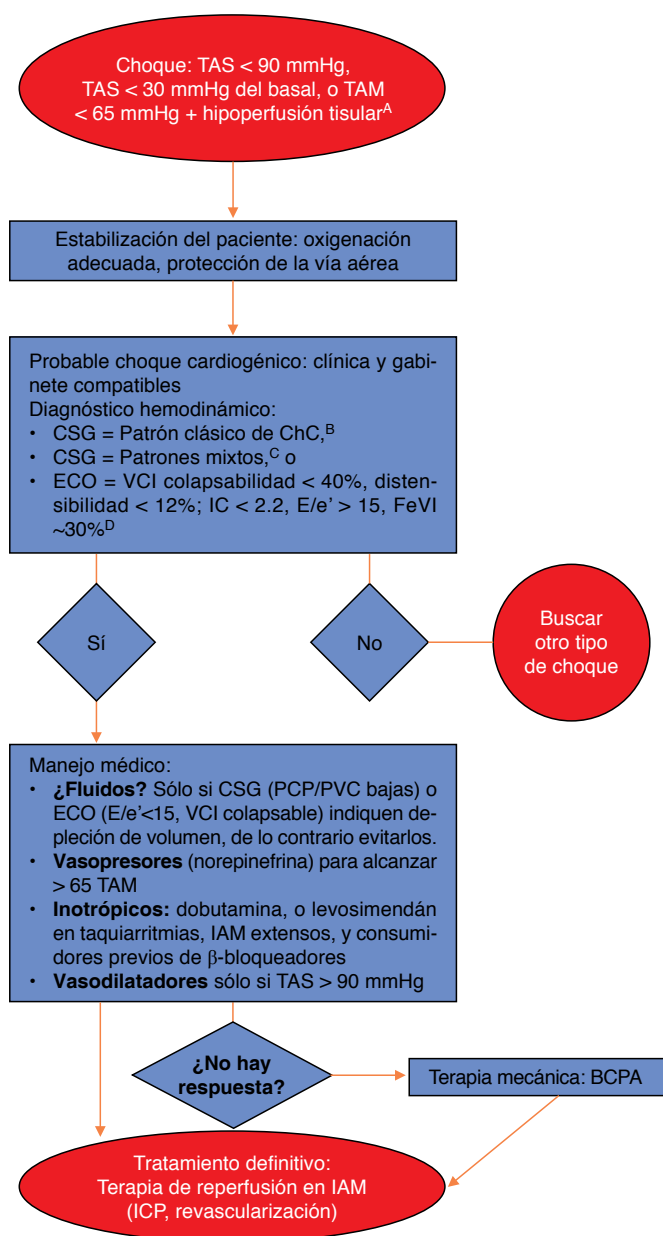 Choque: TAS < 90 mmHg,
TAS < 30 mmHg del basal, o TAM
< 65 mmHg + hipoperfusión tisularA
Estabilización del paciente: oxigenación
adecuada, protección de la vía aérea
Probable choque cardiogénico: clínica y gabi-
nete compatibles
Diagnóstico hemodinámico:
• CSG = Patrón clásico de ChC,B
• CSG = Patrones mixtos,C o
• ECO = VCI colapsabilidad < 40%, disten-
sibilidad < 12%; IC < 2.2, E/e' > 15, FeVI
~30%D
Sí
No
Buscar
otro tipo
de choque
Manejo médico:
• ¿Fluidos? Sólo si CSG (PCP/PVC bajas) o
ECO (E/e'<15, VCI colapsable) indiquen de-
pleción de volumen, de lo contrario evitarlos.
• Vasopresores (norepinefrina) para alcanzar
> 65 TAM
• Inotrópicos: dobutamina, o levosimendán
en taquiarritmias, IAM extensos, y consumi-
dores previos de β-bloqueadores
• Vasodilatadores sólo si TAS > 90 mmHg
¿No hay
respuesta?
Terapia mecánica: BCPA
Tratamiento definitivo:
Terapia de reperfusión en IAM
(ICP, revascularización)